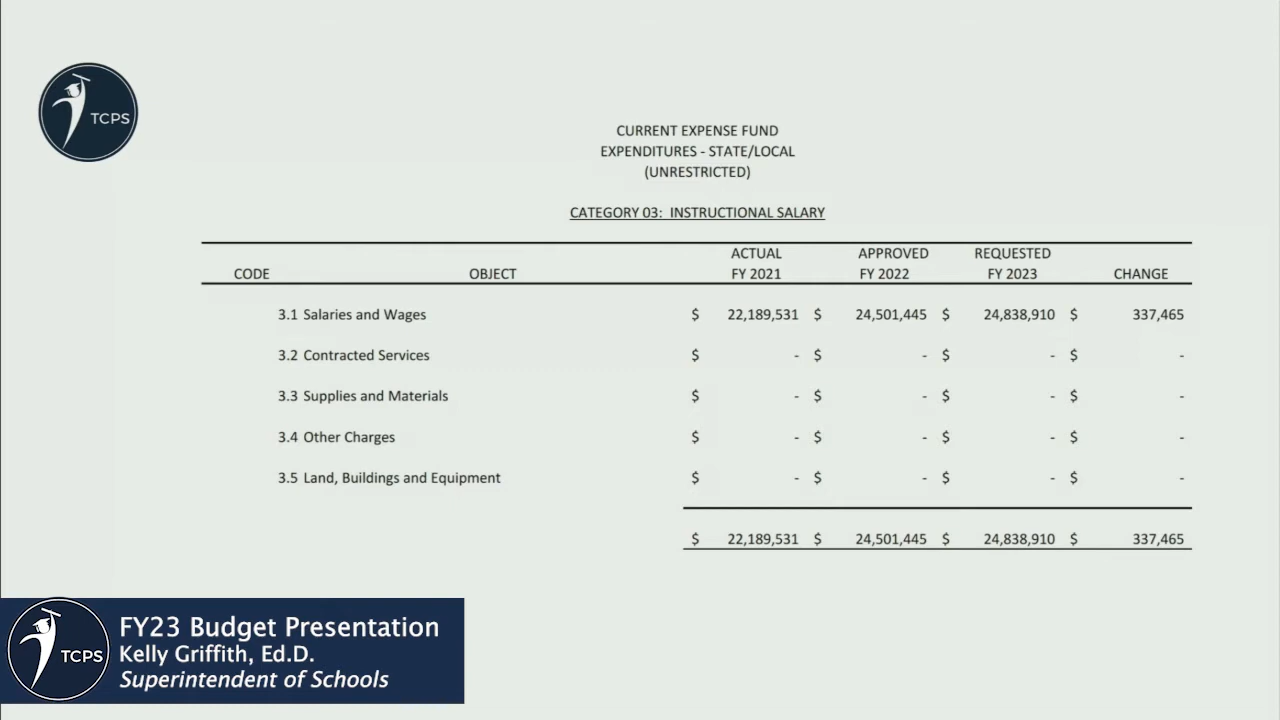 TCPS
CURRENT EXPENSE FUND
EXPENDITURES - STATE/LOCAL
(UNRESTRICTED)
CATEGORY 03: INSTRUCTIONAL SALARY
ACTUAL APPROVED REQUESTED
CODE OBJECT FY 2021 FY 2022 FY 2023 CHANGE
3.1 Salaries and Wages $ 22,189,531 $ 24,501,445 $ 24,838,910 $ 337,465
3.2 Contracted Services $ - $ - $ - $ -
3.3 Supplies and Materials $ - $ - $ - $ -
3.4 Other Charges $ - $ - $ - $ -
3.5 Land, Buildings and Equipment $ - $ - $ - $ -
$ 22,189,531 $ 24,501,445 $ 24,838,910 $ 337,465
TCPS
FY23 Budget Presentation
Kelly Griffith, Ed.D.
Superintendent of Schools